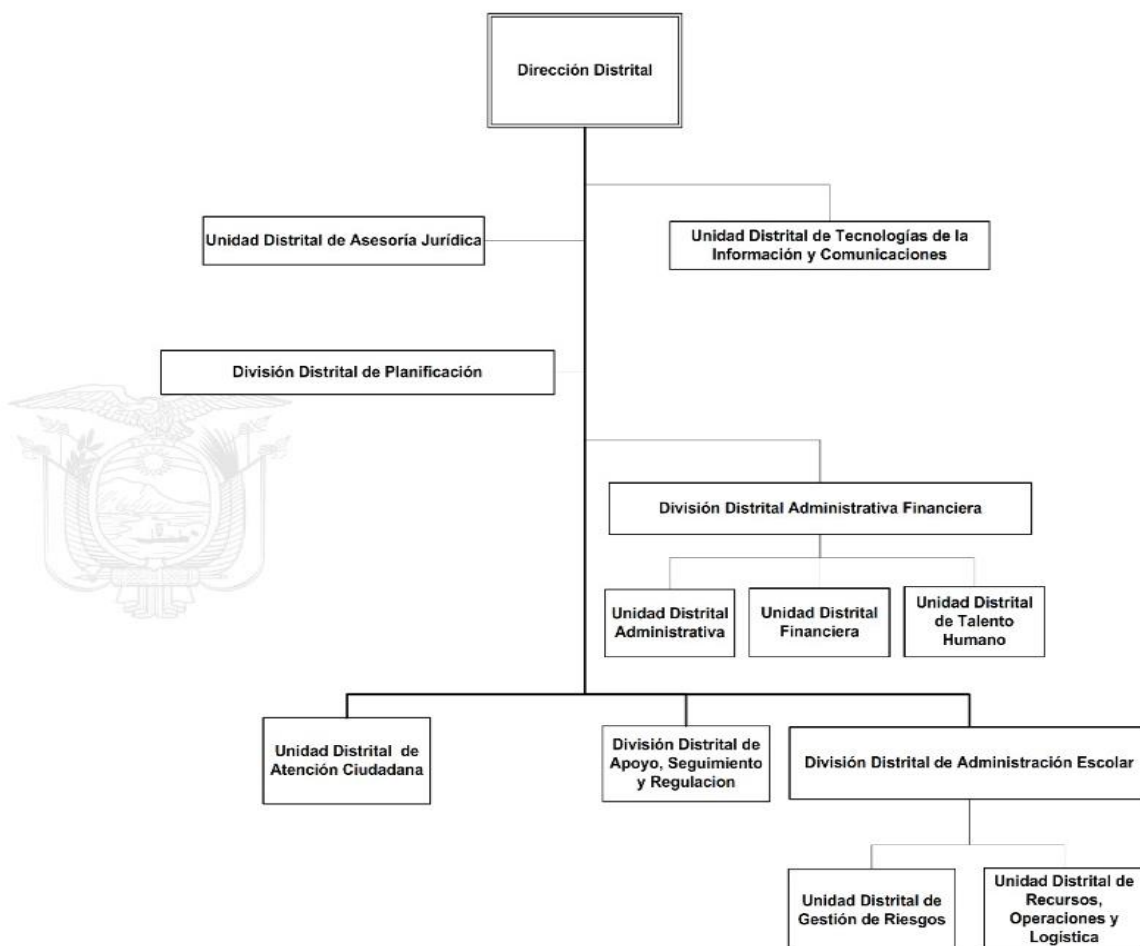 Dirección Distrital
Unidad Distrital de Asesoría Jurídica
Unidad Distrital de Tecnologías de la
Información y Comunicaciones
División Distrital de Planificación
División Distrital Administrativa Financiera
Unidad Distrital
Administrativa
Unidad Distrital
Financiera
Unidad Distrital
de Talento
Humano
Unidad Distrital de
Atención Ciudadana
División Distrital de
Apoyo, Seguimiento
y Regulacion
División Distrital de Administración Escolar
Unidad Distrital de
Gestión de Riesgos
Unidad Distrital de
Recursos,
Operaciones y
Logística